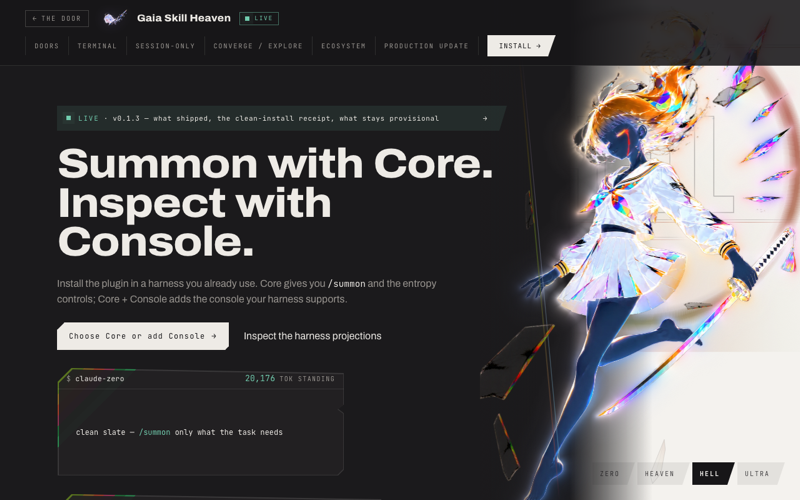 ← THE DOOR
Gaia Skill Heaven
LIVE
DOORS
TERMINAL
SESSION-ONLY
CONVERGE / EXPLORE
ECOSYSTEM
PRODUCTION UPDATE
INSTALL →
LIVE · v0.1.3 — what shipped, the clean-install receipt, what stays provisional →
Summon with Core.
Inspect with
Console.
Install the plugin in a harness you already use. Core gives you /summon and the entropy
controls; Core + Console adds the console your harness supports.
Choose Core or add Console →
Inspect the harness projections
$ claude-zero
20,176 TOK STANDING
clean slate — /summon only what the task needs
ZERO
HEAVEN
HELL
ULTRA